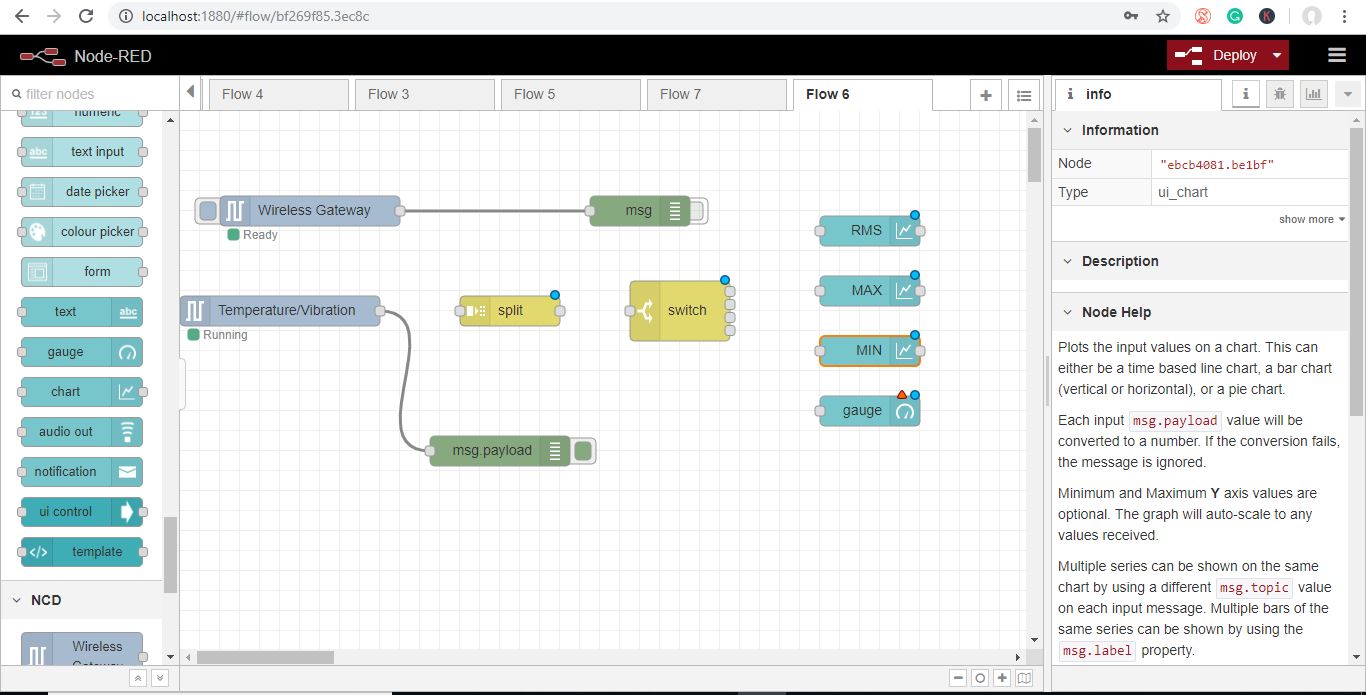 localhost:1880/#flow/bf269f85.3ec8c
Node-RED
Deploy
filter nodes
Flow 4
Flow 3
Flow 5
Flow 7
Flow 6
i info
i
numeric
abc text input
date picker
colour picker
form
text abc
gauge
chart
audio out
notification
ui control
</> template
NCD
Wireless
Gateway
Wireless Gateway
Ready
msg
Temperature/Vibration
Running
split
switch
msg.payload
RMS
MAX
MIN
gauge
Information
Node "ebcb4081.be1bf"
Type ui_chart
show more
Description
Node Help
Plots the input values on a chart. This can
either be a time based line chart, a bar chart
(vertical or horizontal), or a pie chart.
Each input msg.payload value will be
converted to a number. If the conversion fails,
the message is ignored.
Minimum and Maximum Y axis values are
optional. The graph will auto-scale to any
values received.
Multiple series can be shown on the same
chart by using a different msg.topic value
on each input message. Multiple bars of the
same series can be shown by using the
msg.label property.